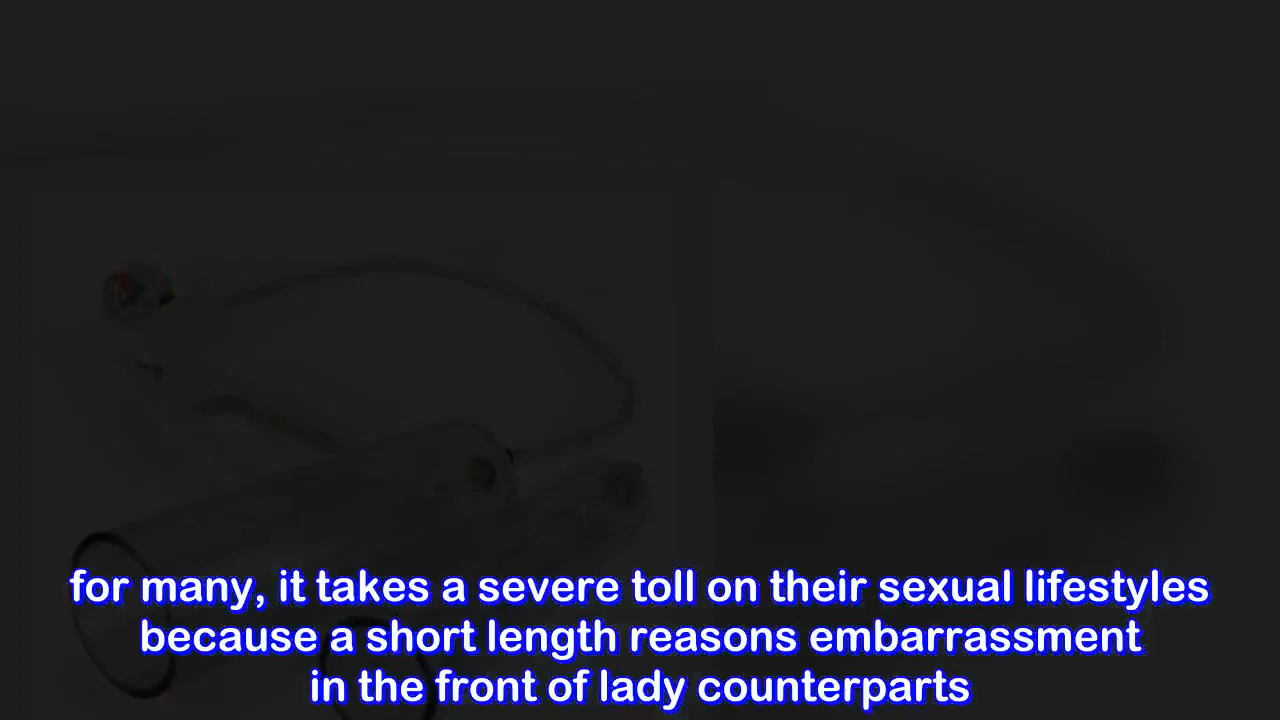 for many, it takes a severe toll on their sexual lifestyles
because a short length reasons embarrassment
in the front of lady counterparts